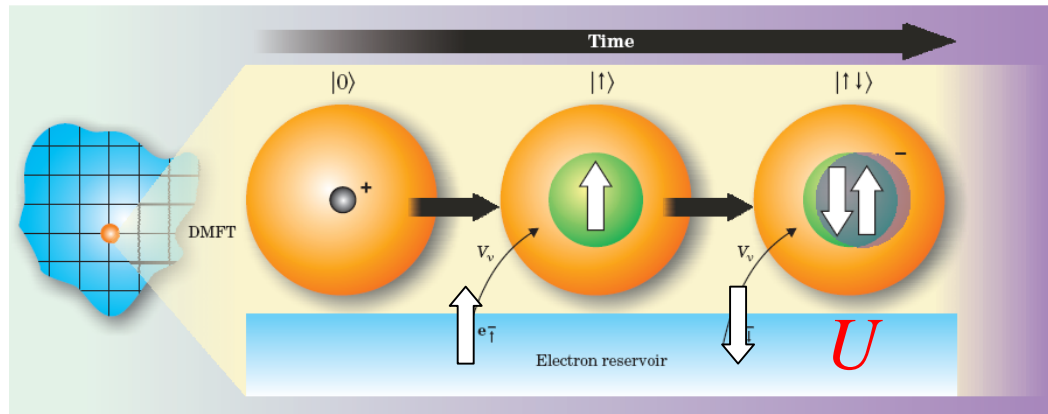 Time
|0⟩
|↑⟩
|↑↓⟩
+
−
DMFT
V_ν
V_ν
e⁻↑
Electron reservoir
U